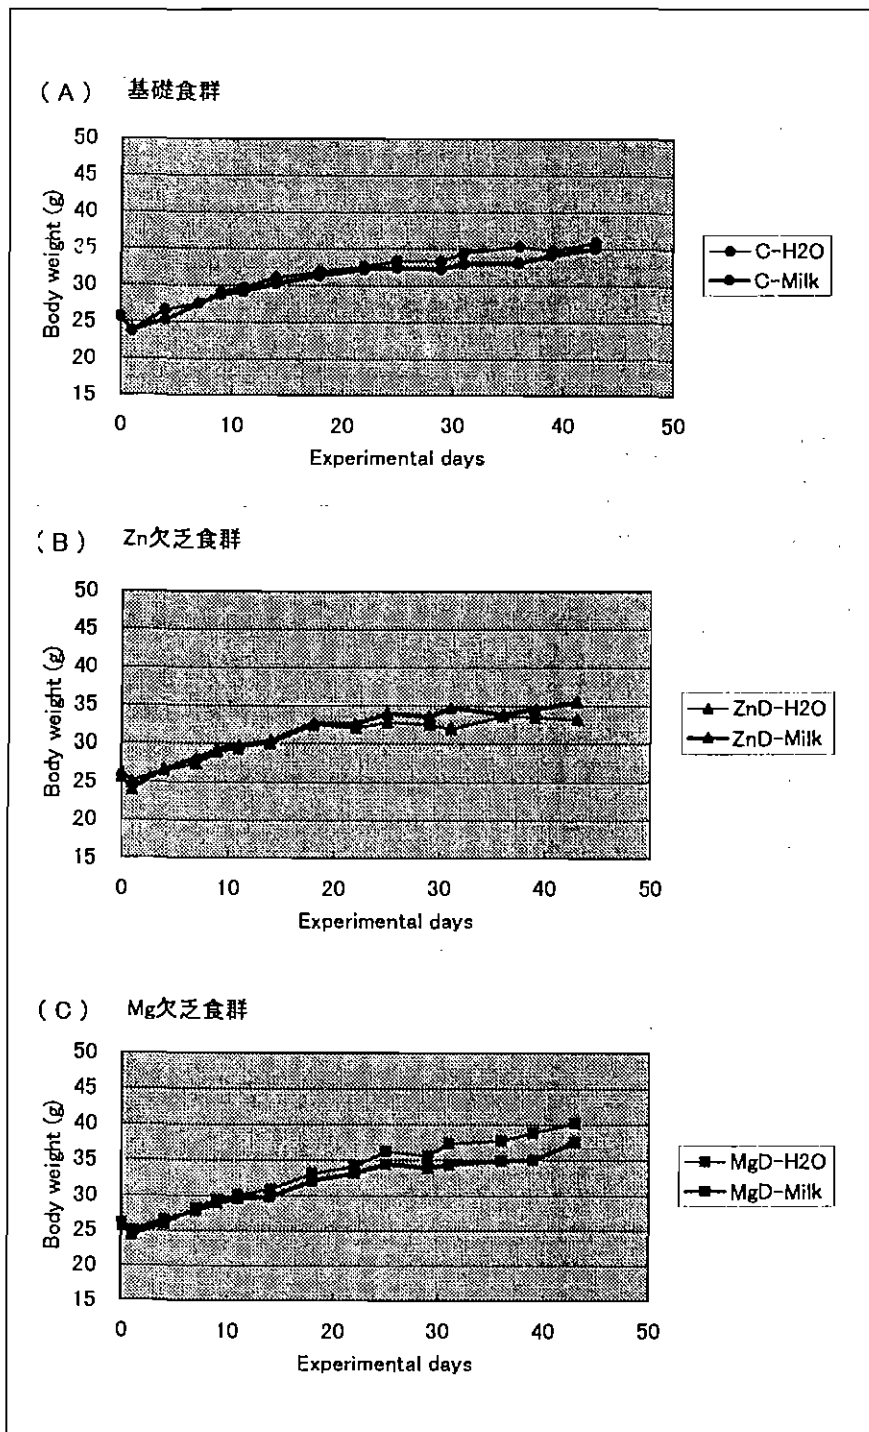 (A) 基礎食群
50
45
40
35
30
25
20
15
Body weight (g)
0 10 20 30 40 50
Experimental days
C-H2O
C-Milk
(B) Zn欠乏食群
50
45
40
35
30
25
20
15
Body weight (g)
0 10 20 30 40 50
Experimental days
ZnD-H2O
ZnD-Milk
(C) Mg欠乏食群
50
45
40
35
30
25
20
15
Body weight (g)
0 10 20 30 40 50
Experimental days
MgD-H2O
MgD-Milk